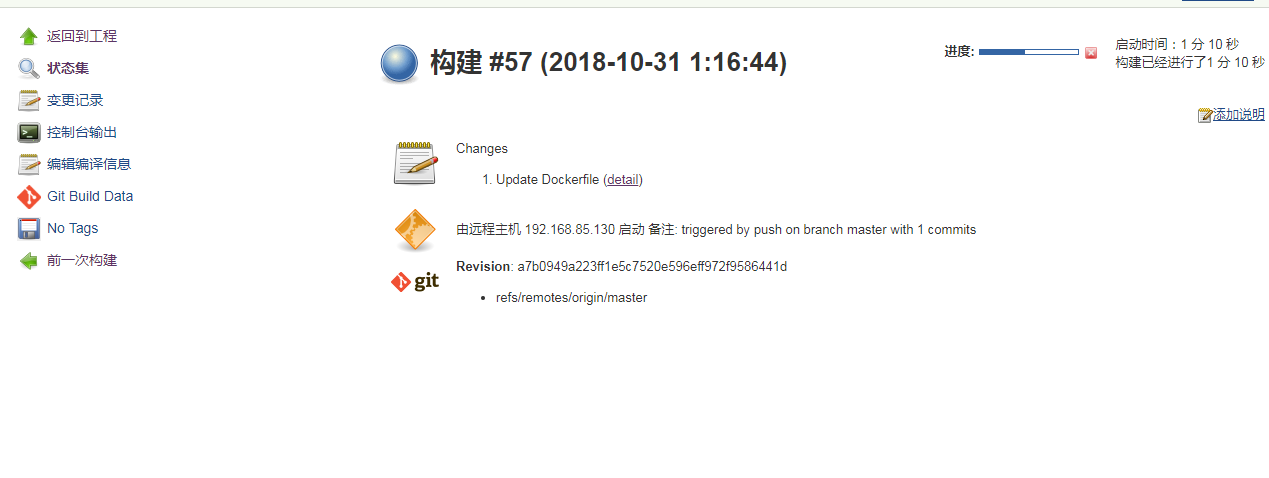 返回到工程
状态集
变更记录
控制台输出
编辑编译信息
Git Build Data
No Tags
前一次构建
构建 #57 (2018-10-31 1:16:44)
进度:
启动时间：1 分 10 秒
构建已经进行了1 分 10 秒
添加说明
Changes
1. Update Dockerfile (detail)
由远程主机 192.168.85.130 启动 备注: triggered by push on branch master with 1 commits
git
Revision: a7b0949a223ff1e5c7520e596eff972f9586441d
• refs/remotes/origin/master